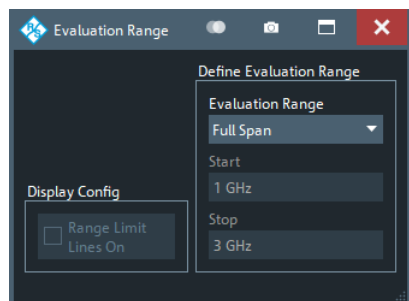 Evaluation Range
Define Evaluation Range
Evaluation Range
Full Span
Start
1 GHz
Display Config
Range Limit
Lines On
Stop
3 GHz